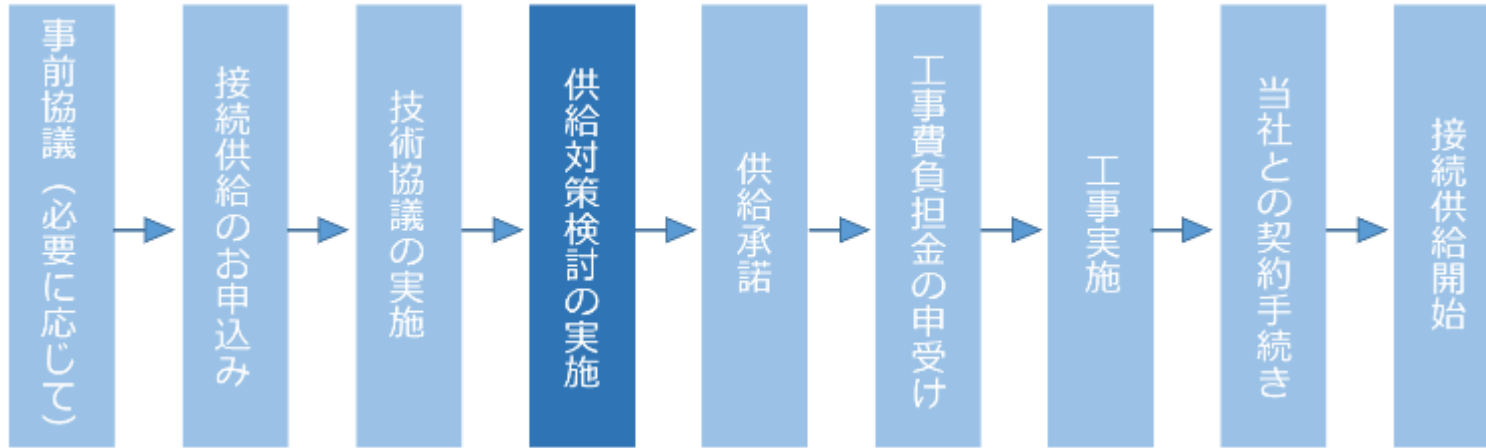 事前協議（必要に応じて）
接続供給のお申込み
技術協議の実施
供給対策検討の実施
供給承諾
工事費負担金の申受け
工事実施
当社との契約手続き
接続供給開始